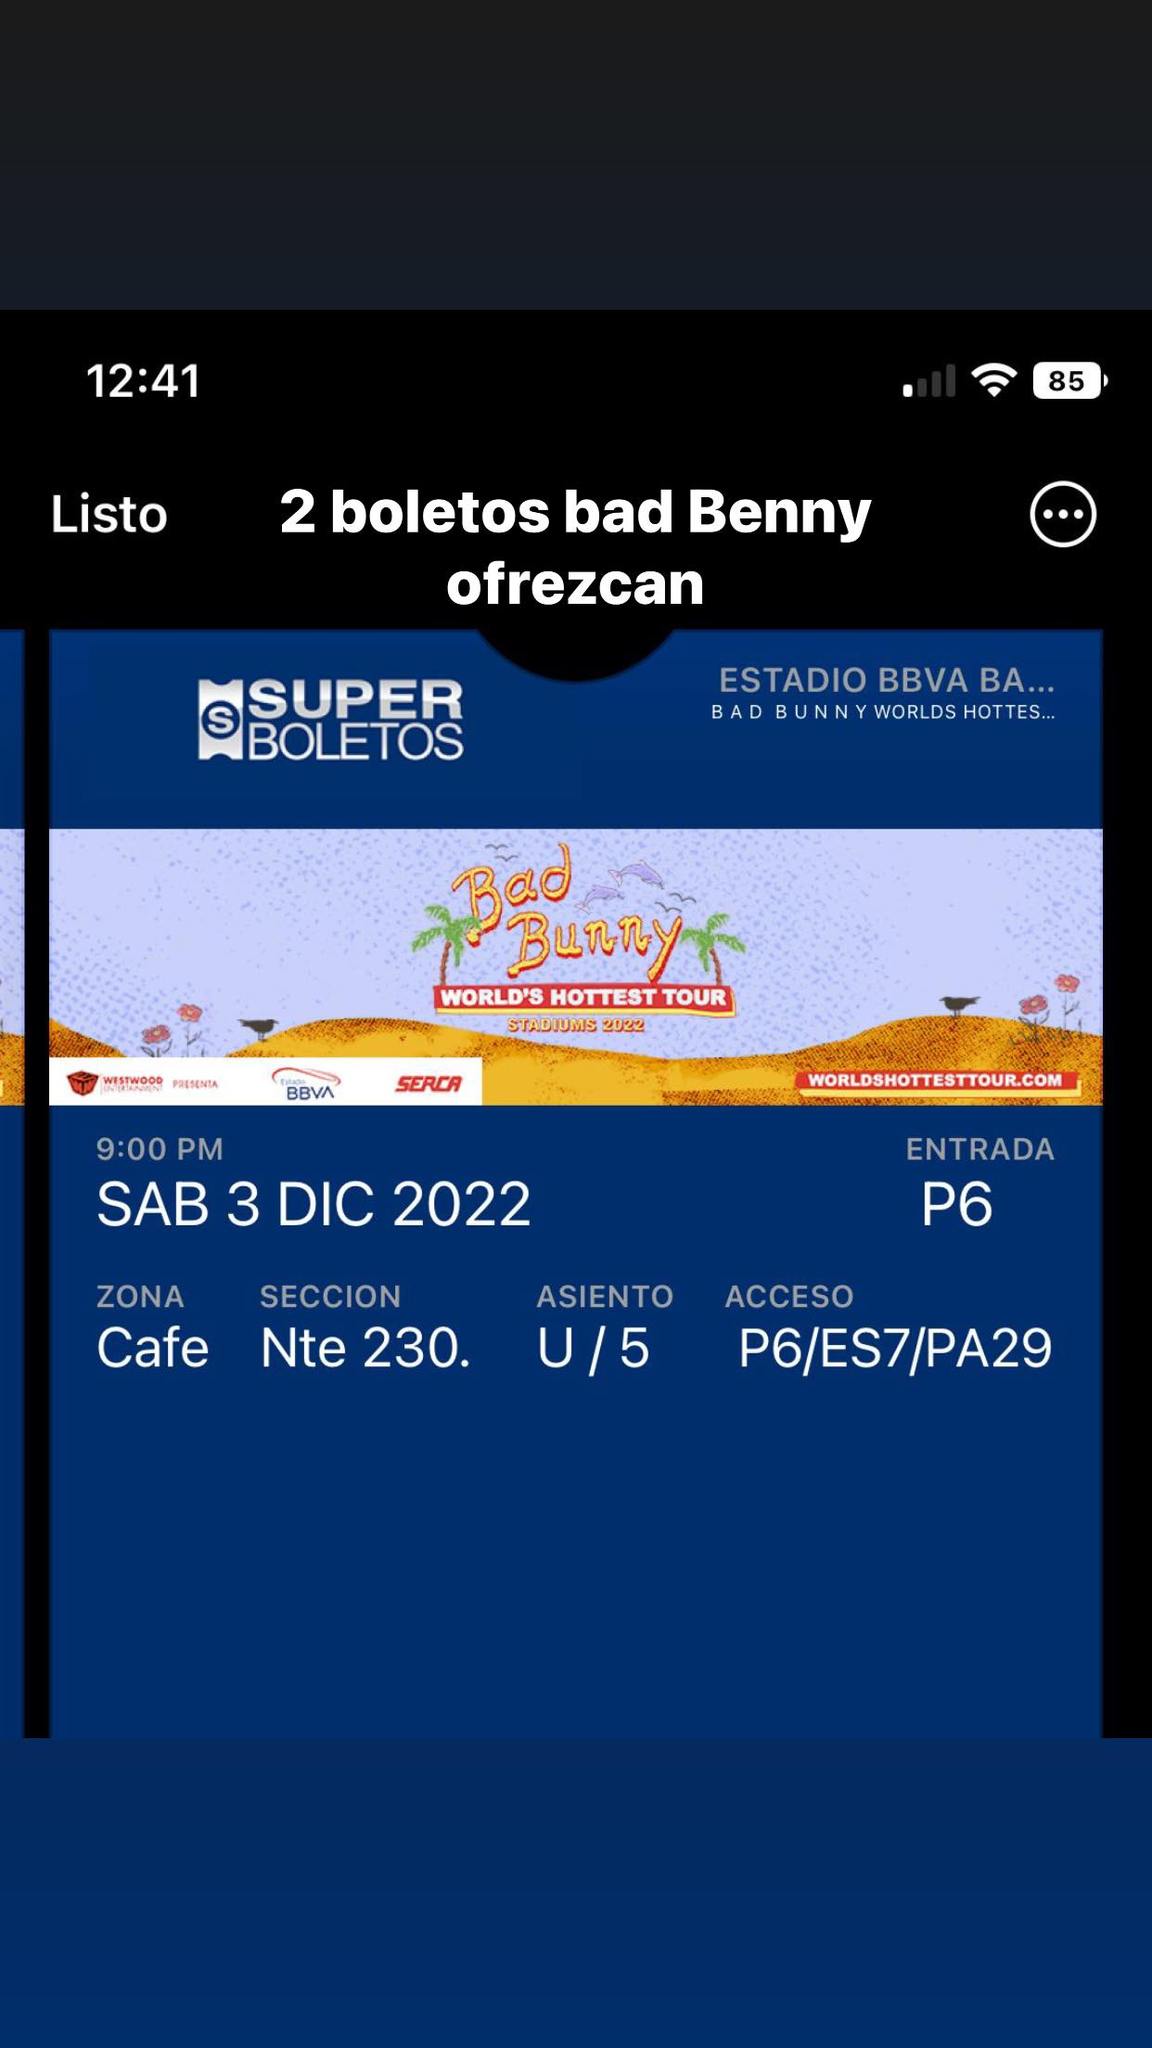 12:41
85
Listo
2 boletos bad Benny
ofrezcan
SUPER
BOLETOS
S
ESTADIO BBVA BA...
BAD BUNNY WORLDS HOTTES...
Bad
Bunny
WORLD'S HOTTEST TOUR
STADIUMS 2022
WESTWOOD
ENTERTAINMENT
PRESENTA
Estadio
BBVA
SERCA
WORLDSHOTTESTTOUR.COM
9:00 PM
ENTRADA
SAB 3 DIC 2022
P6
ZONA SECCION ASIENTO ACCESO
Cafe Nte 230. U / 5 P6/ES7/PA29